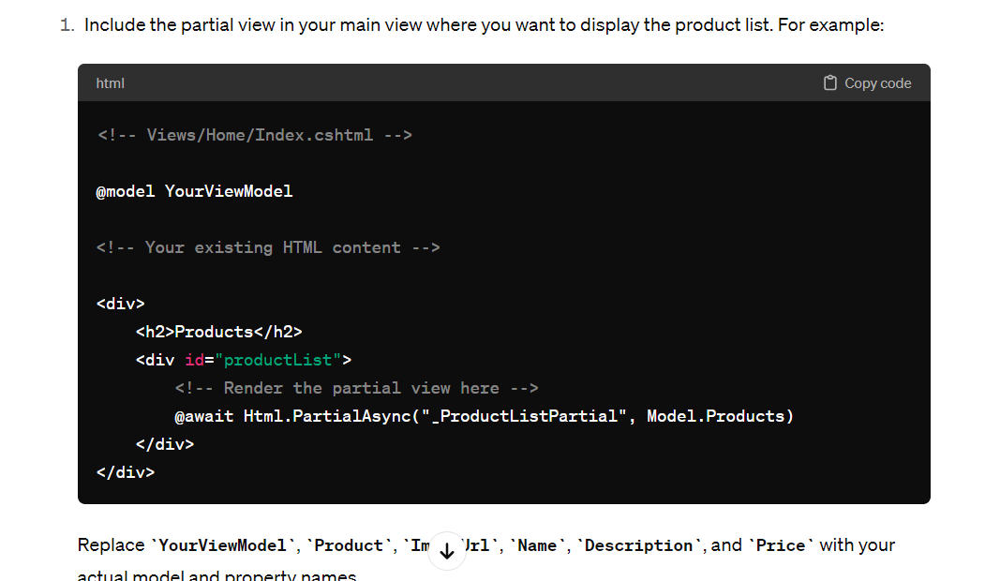 1. Include the partial view in your main view where you want to display the product list. For example:
html Copy code
<!-- Views/Home/Index.cshtml -->
@model YourViewModel
<!-- Your existing HTML content -->
<div>
<h2>Products</h2>
<div id="productList">
<!-- Render the partial view here -->
@await Html.PartialAsync("_ProductListPartial", Model.Products)
</div>
</div>
Replace `YourViewModel`, `Product`, `Im Url`, `Name`, `Description`, and `Price` with your
actual model and property names